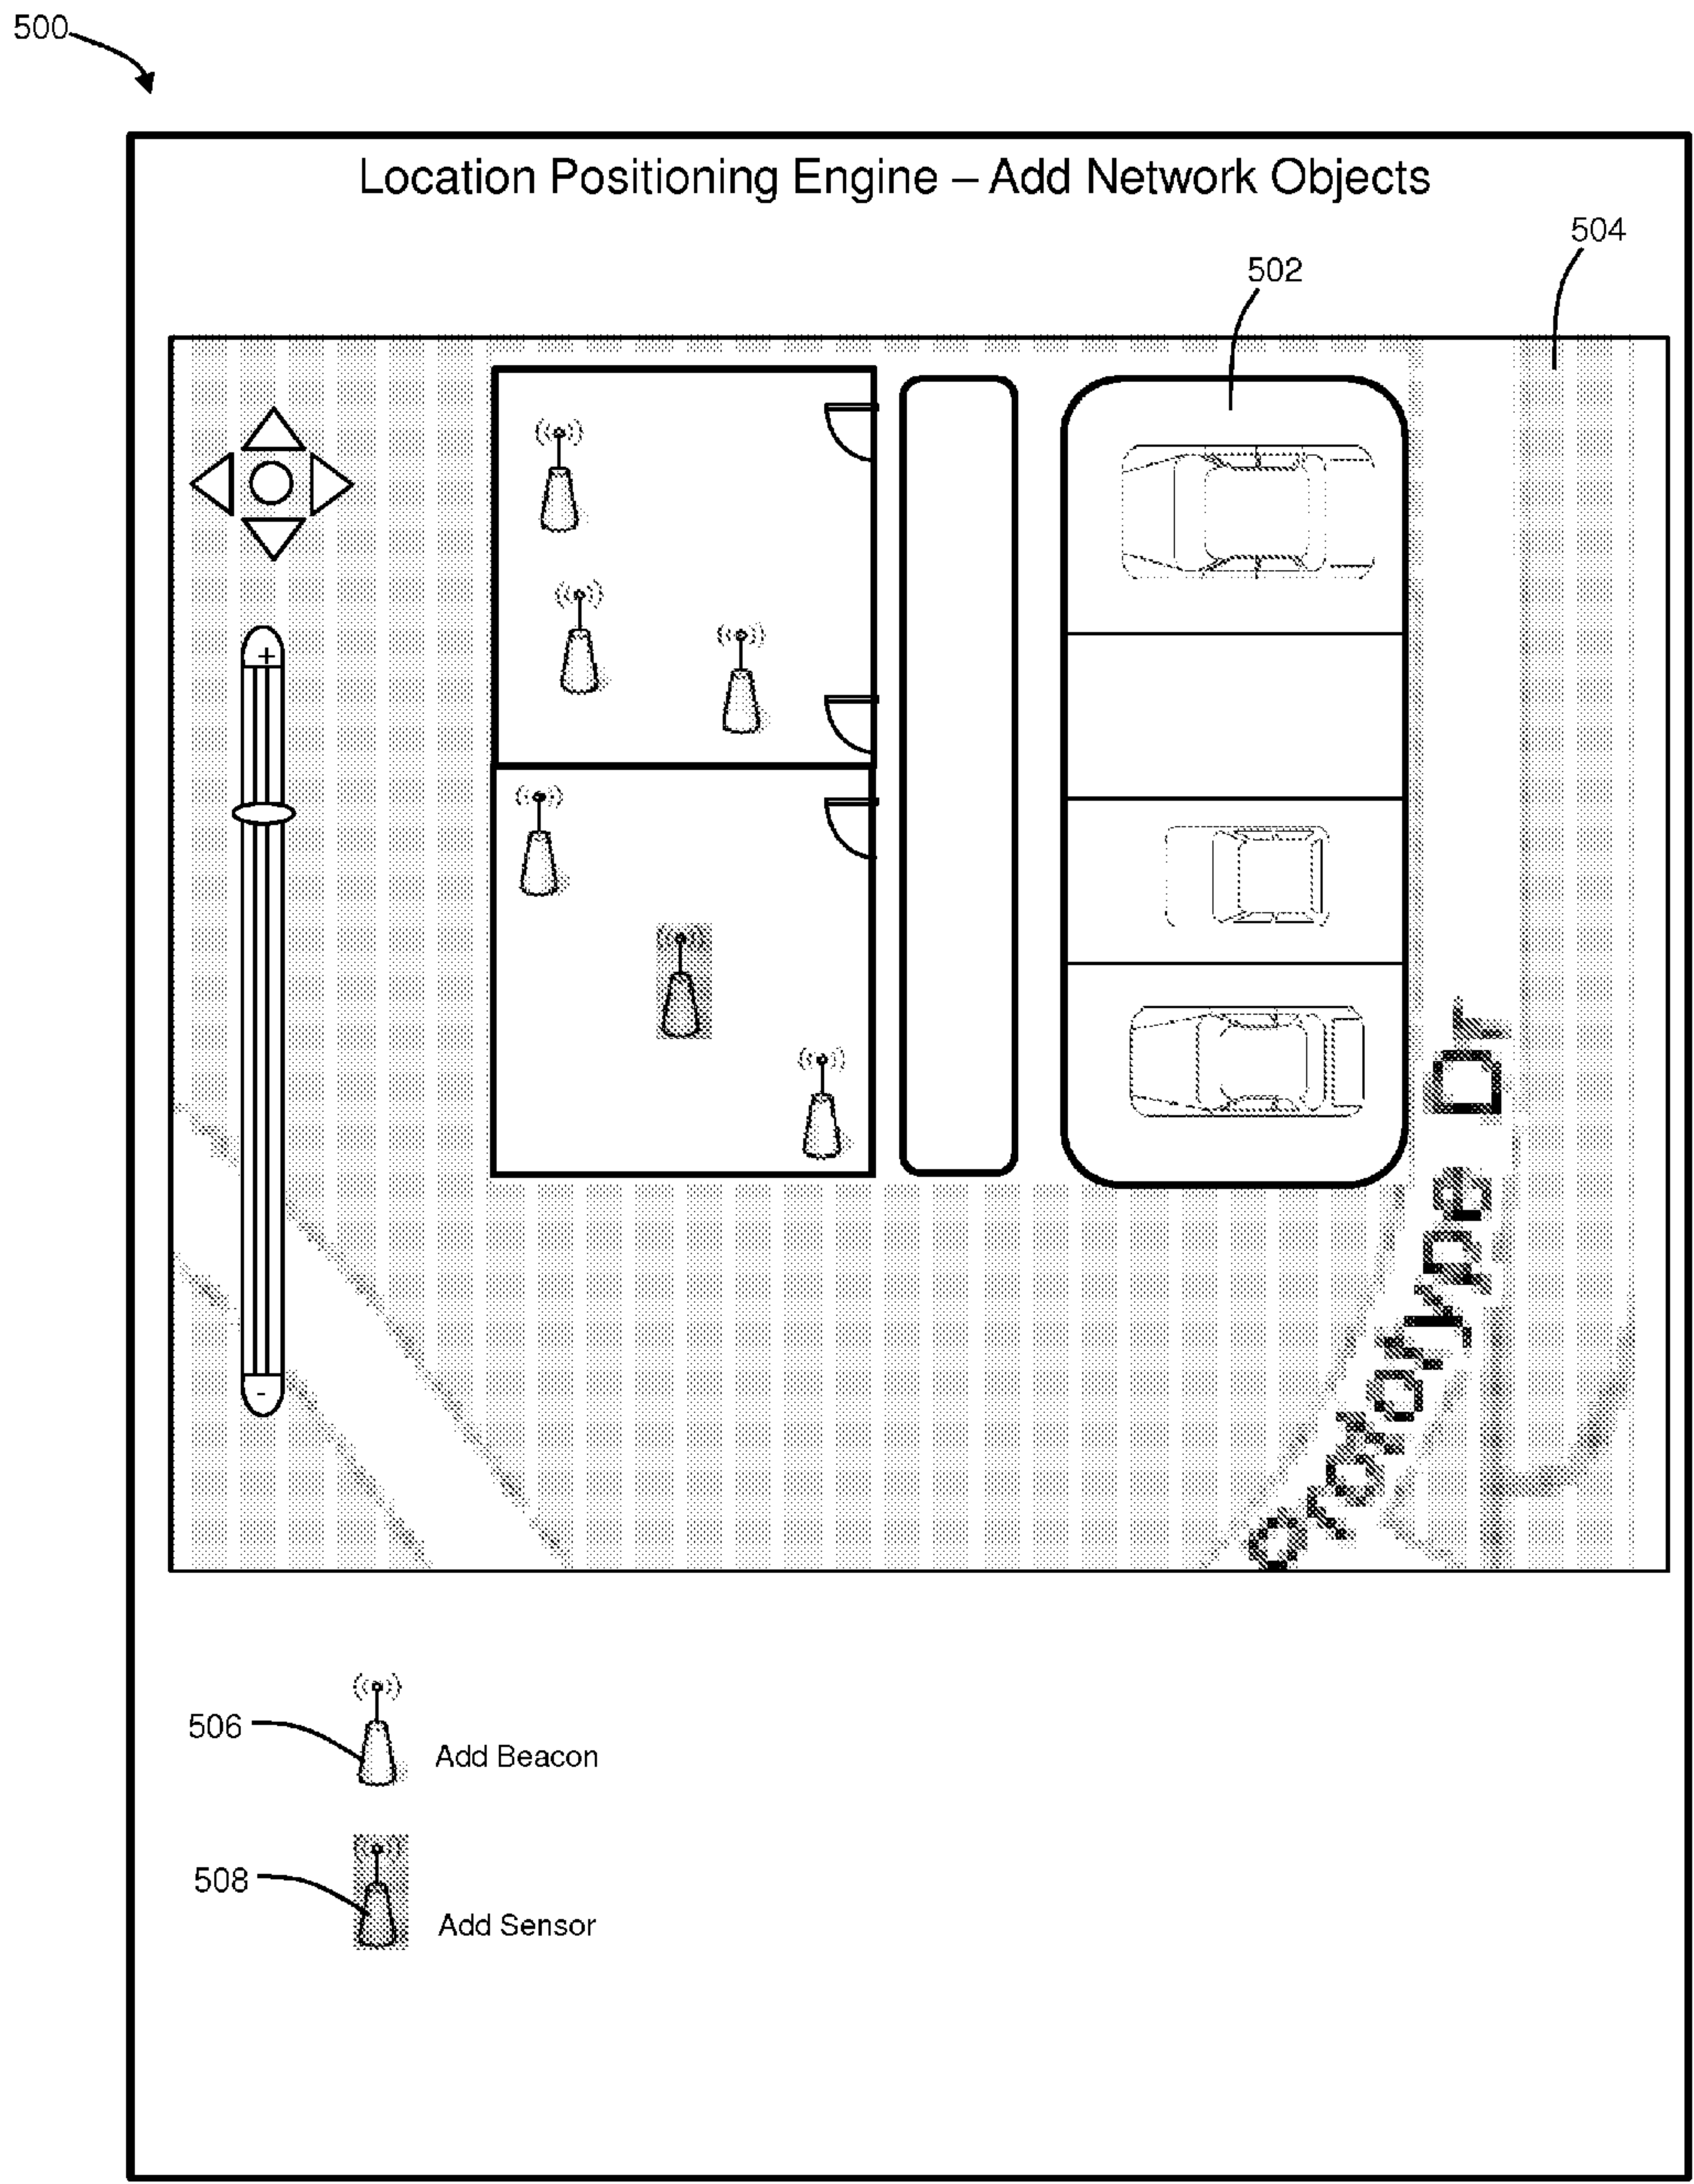 500
Location Positioning Engine – Add Network Objects
504
502
+
-
Prototype Dr
506
Add Beacon
508
Add Sensor